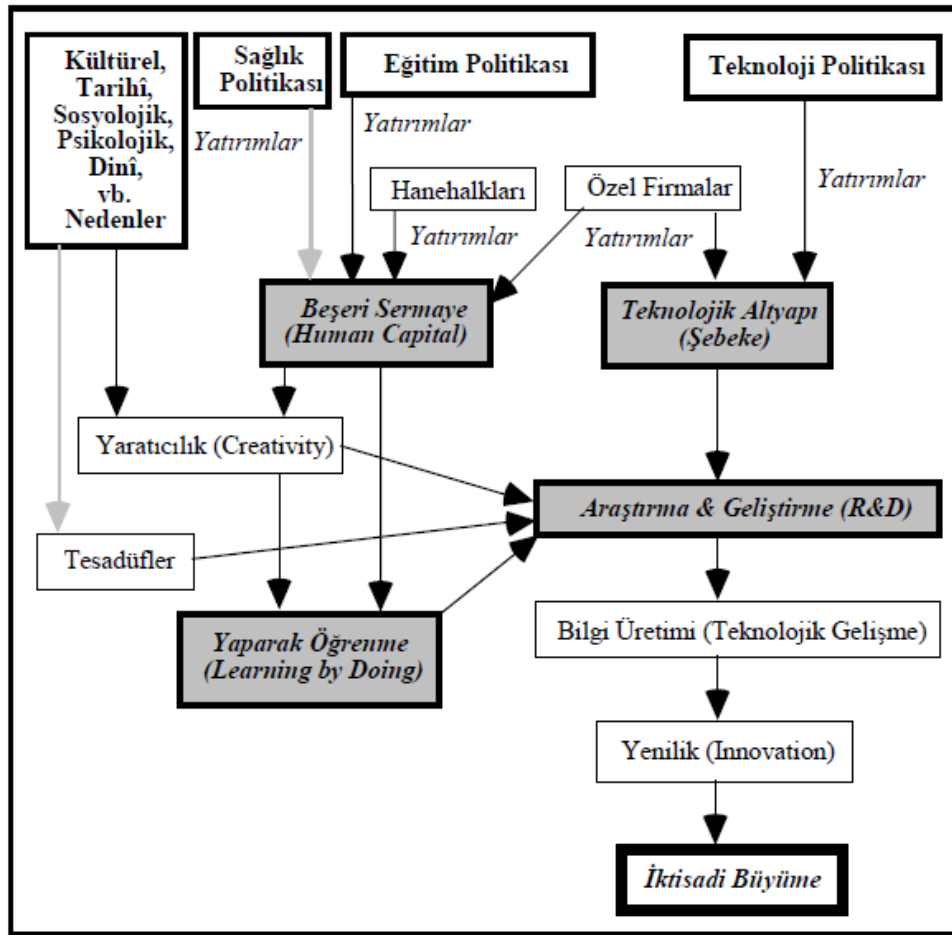 Kültürel,
Tarihî,
Sosyolojik,
Psikolojik,
Dinî,
vb.
Nedenler
Sağlık
Politikası
Yatırımlar
Eğitim Politikası
Yatırımlar
Teknoloji Politikası
Yatırımlar
Hanehalkları
Yatırımlar
Özel Firmalar
Yatırımlar
Beşeri Sermaye
(Human Capital)
Teknolojik Altyapı
(Şebeke)
Yaratıcılık (Creativity)
Araştırma & Geliştirme (R&D)
Tesadüfler
Yaparak Öğrenme
(Learning by Doing)
Bilgi Üretimi (Teknolojik Gelişme)
Yenilik (Innovation)
İktisadi Büyüme